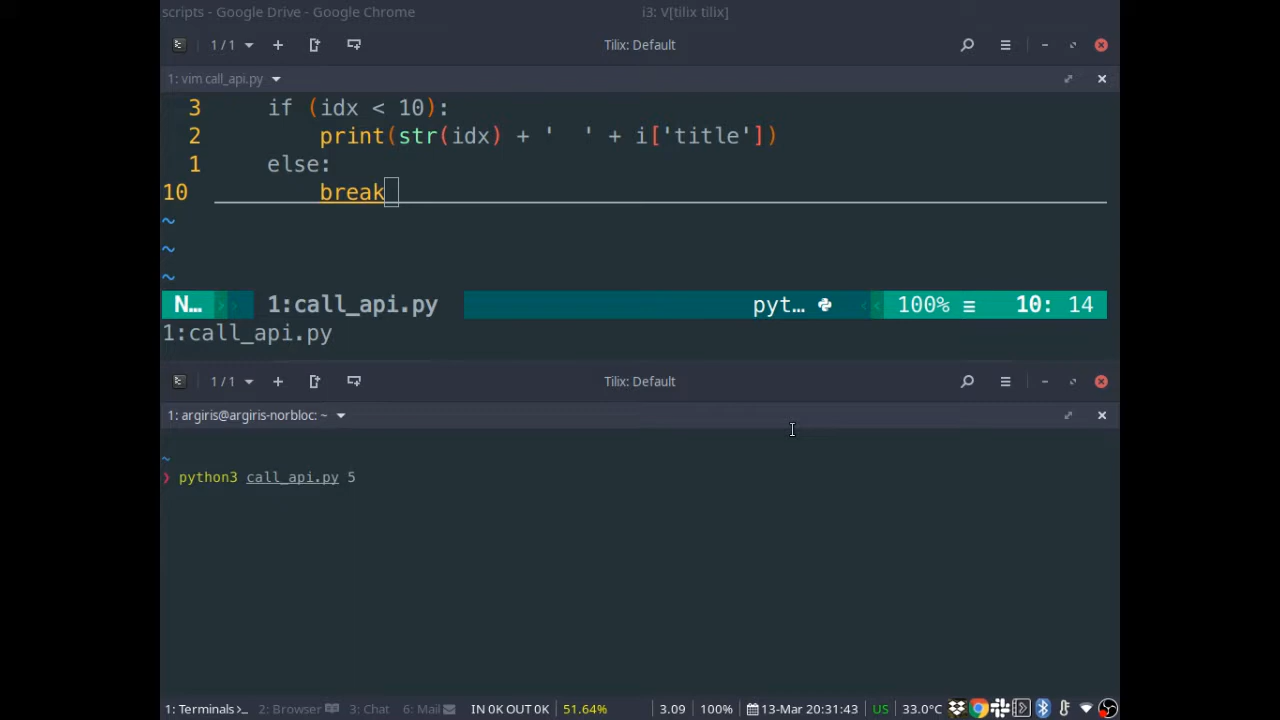 scripts - Google Drive - Google Chrome i3: V[tilix tilix]
1 / 1 Tilix: Default
1: vim call_api.py
3 if (idx < 10):
2 print(str(idx) + '  ' + i['title'])
1 else:
10 break
~
~
~
N... 1:call_api.py pyt... 100% 10: 14
1:call_api.py
1 / 1 Tilix: Default
1: argiris@argiris-norbloc: ~
~
❯ python3 call_api.py 5
1: Terminals>_ 2: Browser 3: Chat 6: Mail IN 0K OUT 0K 51.64% 3.09 100% 13-Mar 20:31:43 US 33.0°C